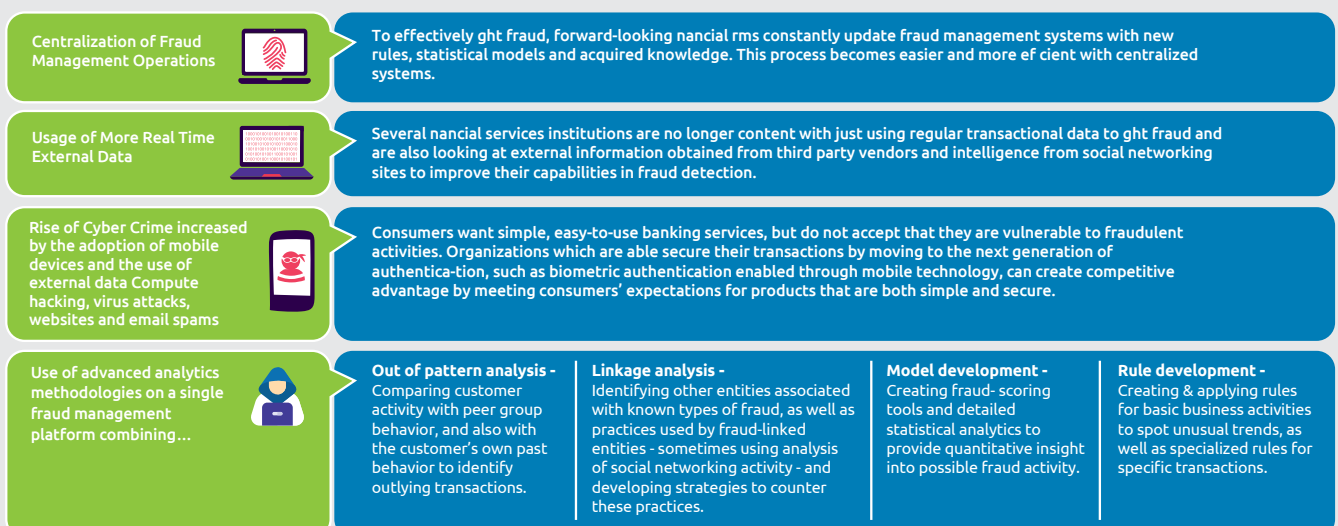 Centralization of Fraud
Management Operations
To effectively ght fraud, forward-looking nancial rms constantly update fraud management systems with new
rules, statistical models and acquired knowledge. This process becomes easier and more ef cient with centralized
systems.
Usage of More Real Time
External Data
Several nancial services institutions are no longer content with just using regular transactional data to ght fraud and
are also looking at external information obtained from third party vendors and intelligence from social networking
sites to improve their capabilities in fraud detection.
Rise of Cyber Crime increased
by the adoption of mobile
devices and the use of
external data Compute
hacking, virus attacks,
websites and email spams
Consumers want simple, easy-to-use banking services, but do not accept that they are vulnerable to fraudulent
activities. Organizations which are able secure their transactions by moving to the next generation of
authentica-tion, such as biometric authentication enabled through mobile technology, can create competitive
advantage by meeting consumers’ expectations for products that are both simple and secure.
Use of advanced analytics
methodologies on a single
fraud management
platform combining...
Out of pattern analysis -
Comparing customer
activity with peer group
behavior, and also with
the customer’s own past
behavior to identify
outlying transactions.
Linkage analysis -
Identifying other entities associated
with known types of fraud, as well as
practices used by fraud-linked
entities - sometimes using analysis
of social networking activity - and
developing strategies to counter
these practices.
Model development -
Creating fraud- scoring
tools and detailed
statistical analytics to
provide quantitative insight
into possible fraud activity.
Rule development -
Creating & applying rules
for basic business activities
to spot unusual trends, as
well as specialized rules for
specific transactions.